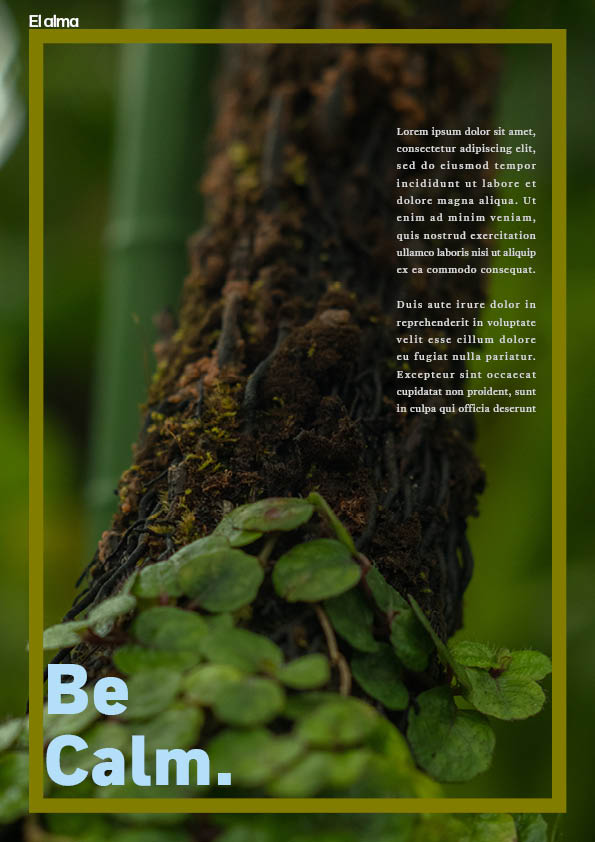 El alma
Lorem ipsum dolor sit amet,
consectetur adipiscing elit,
sed do eiusmod tempor
incididunt ut labore et
dolore magna aliqua. Ut
enim ad minim veniam,
quis nostrud exercitation
ullamco laboris nisi ut aliquip
ex ea commodo consequat.
Duis aute irure dolor in
reprehenderit in voluptate
velit esse cillum dolore
eu fugiat nulla pariatur.
Excepteur sint occaecat
cupidatat non proident, sunt
in culpa qui officia deserunt
Be
Calm.